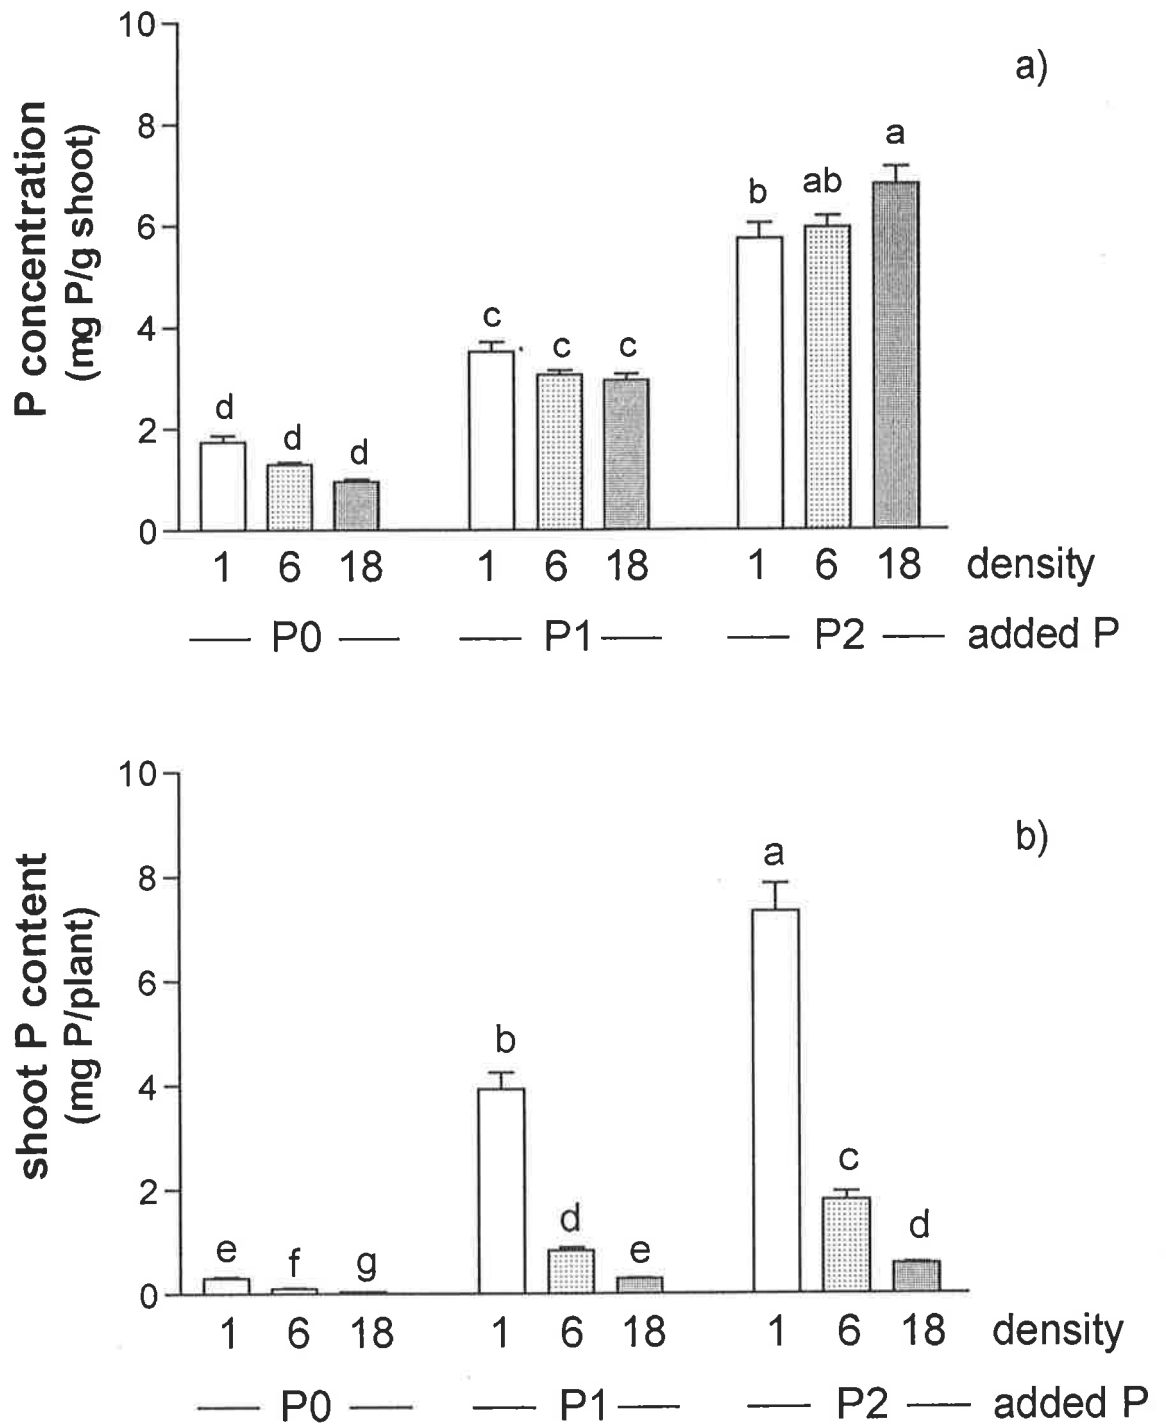 a)
P concentration
(mg P/g shoot)
10
8
6
4
2
0
d
d
d
c
c
c
b
ab
a
1 6 18 1 6 18 1 6 18 density
P0 P1 P2 added P
b)
shoot P content
(mg P/plant)
10
8
6
4
2
0
e
f
g
b
d
e
a
c
d
1 6 18 1 6 18 1 6 18 density
P0 P1 P2 added P